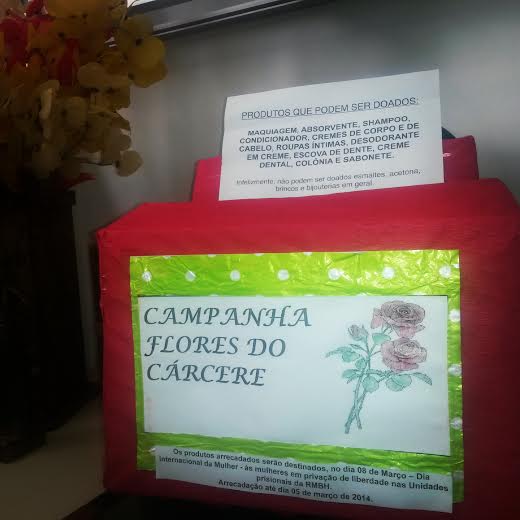 PRODUTOS QUE PODEM SER DOADOS:
MAQUIAGEM, ABSORVENTE, SHAMPOO,
CONDICIONADOR, CREMES DE CORPO E DE
CABELO, ROUPAS ÍNTIMAS, DESODORANTE
EM CREME, ESCOVA DE DENTE, CREME
DENTAL, COLÔNIA E SABONETE.
Infelizmente, não podem ser doados esmaltes, acetona,
brincos e bijouterias em geral.
CAMPANHA
FLORES DO
CÁRCERE
Os produtos arrecadados serão destinados, no dia 08 de Março – Dia
Internacional da Mulher - às mulheres em privação de liberdade nas Unidades
prisionais da RMBH.
Arrecadação até dia 05 de março de 2014.